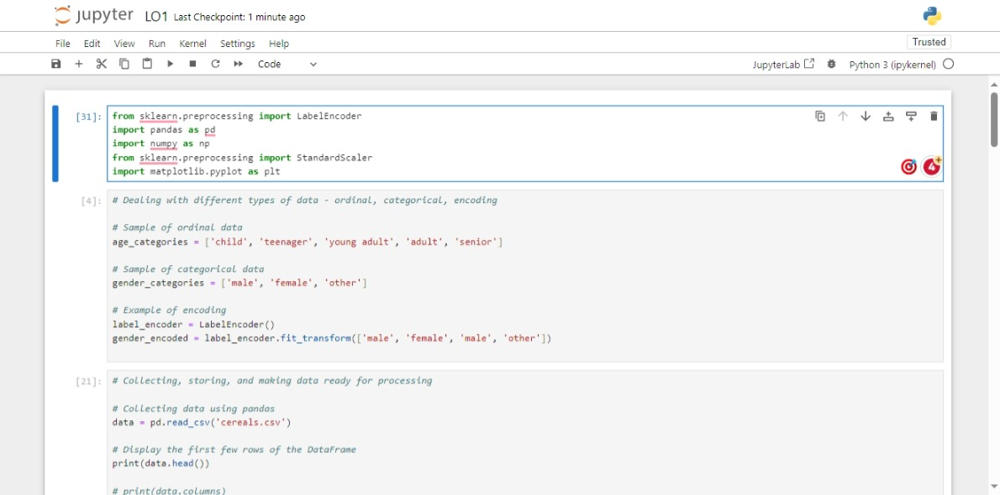 jupyter LO1 Last Checkpoint: 1 minute ago
File Edit View Run Kernel Settings Help
Trusted
Code
JupyterLab
Python 3 (ipykernel)
[31]:
from sklearn.preprocessing import LabelEncoder
import pandas as pd
import numpy as np
from sklearn.preprocessing import StandardScaler
import matplotlib.pyplot as plt
4
[4]:
# Dealing with different types of data - ordinal, categorical, encoding
# Sample of ordinal data
age_categories = ['child', 'teenager', 'young adult', 'adult', 'senior']
# Sample of categorical data
gender_categories = ['male', 'female', 'other']
# Example of encoding
label_encoder = LabelEncoder()
gender_encoded = label_encoder.fit_transform(['male', 'female', 'male', 'other'])
[21]:
# Collecting, storing, and making data ready for processing
# Collecting data using pandas
data = pd.read_csv('cereals.csv')
# Display the first few rows of the DataFrame
print(data.head())
# print(data.columns)